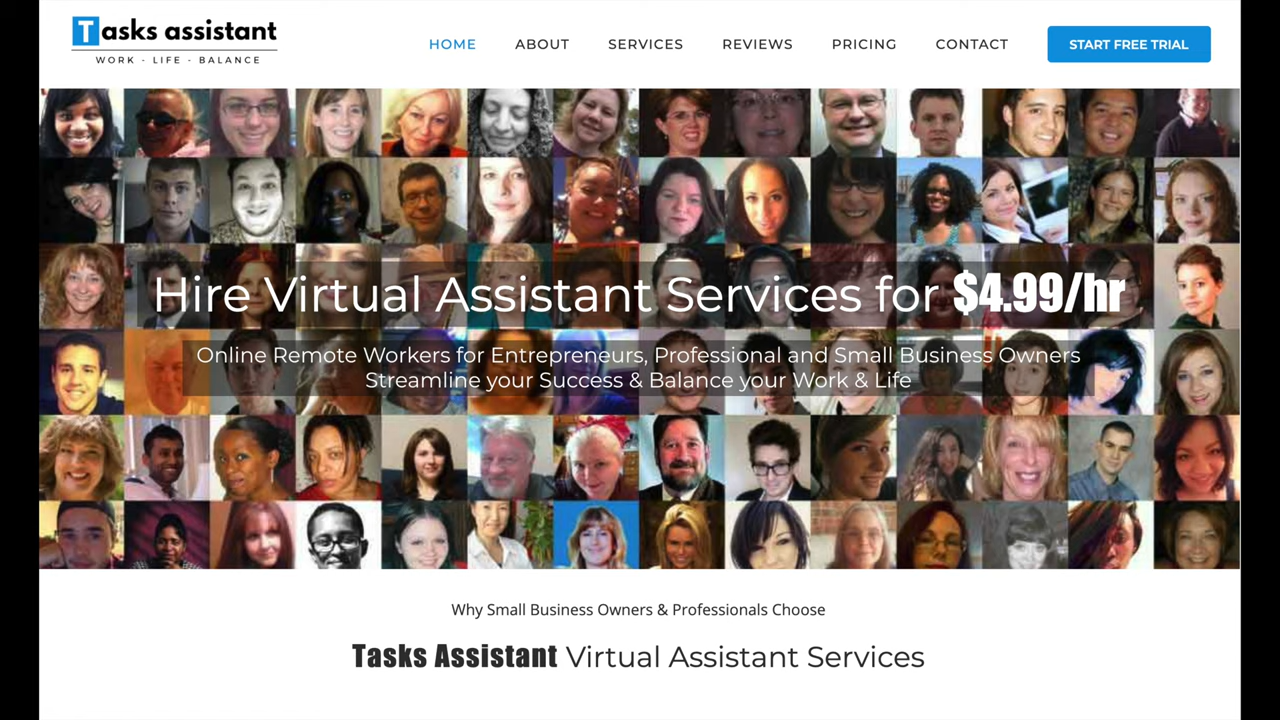 Tasks assistant
WORK - LIFE - BALANCE
HOME
ABOUT
SERVICES
REVIEWS
PRICING
CONTACT
START FREE TRIAL
Hire Virtual Assistant Services for $4.99/hr
Online Remote Workers for Entrepreneurs, Professional and Small Business Owners
Streamline your Success & Balance your Work & Life
Why Small Business Owners & Professionals Choose
Tasks Assistant Virtual Assistant Services